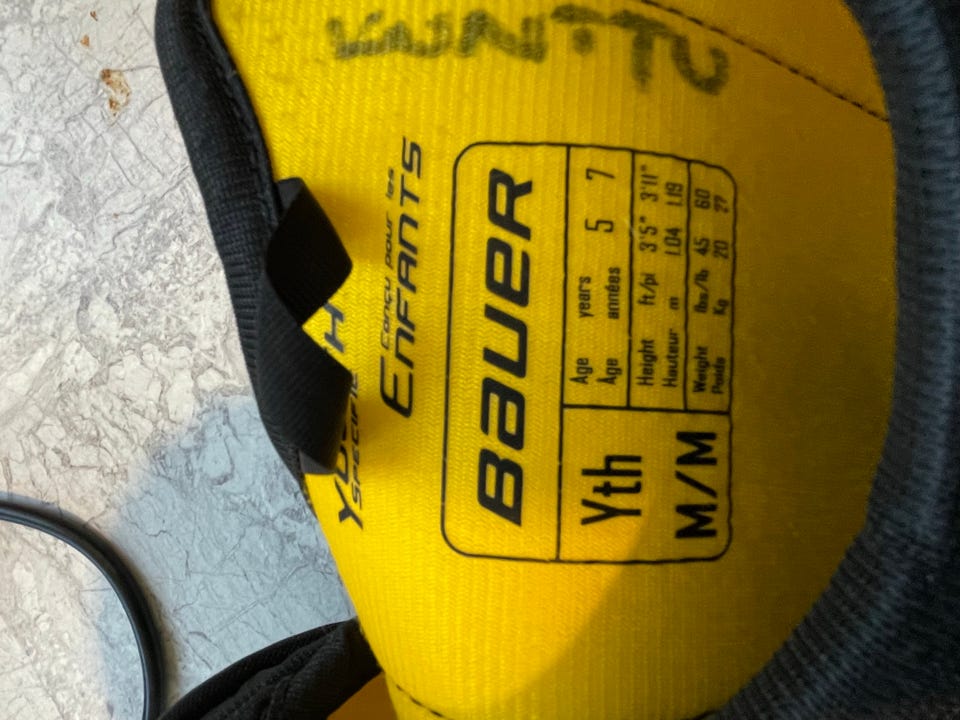 Conçu pour les
ENFANTS
BAUER
Yth
M/M
Age years 5 7
Age années
Height ft/pi 3'5" 3'11"
Hauteur m 1.04 1.19
Weight lbs/lb 45 60
Poids Kg 20 27